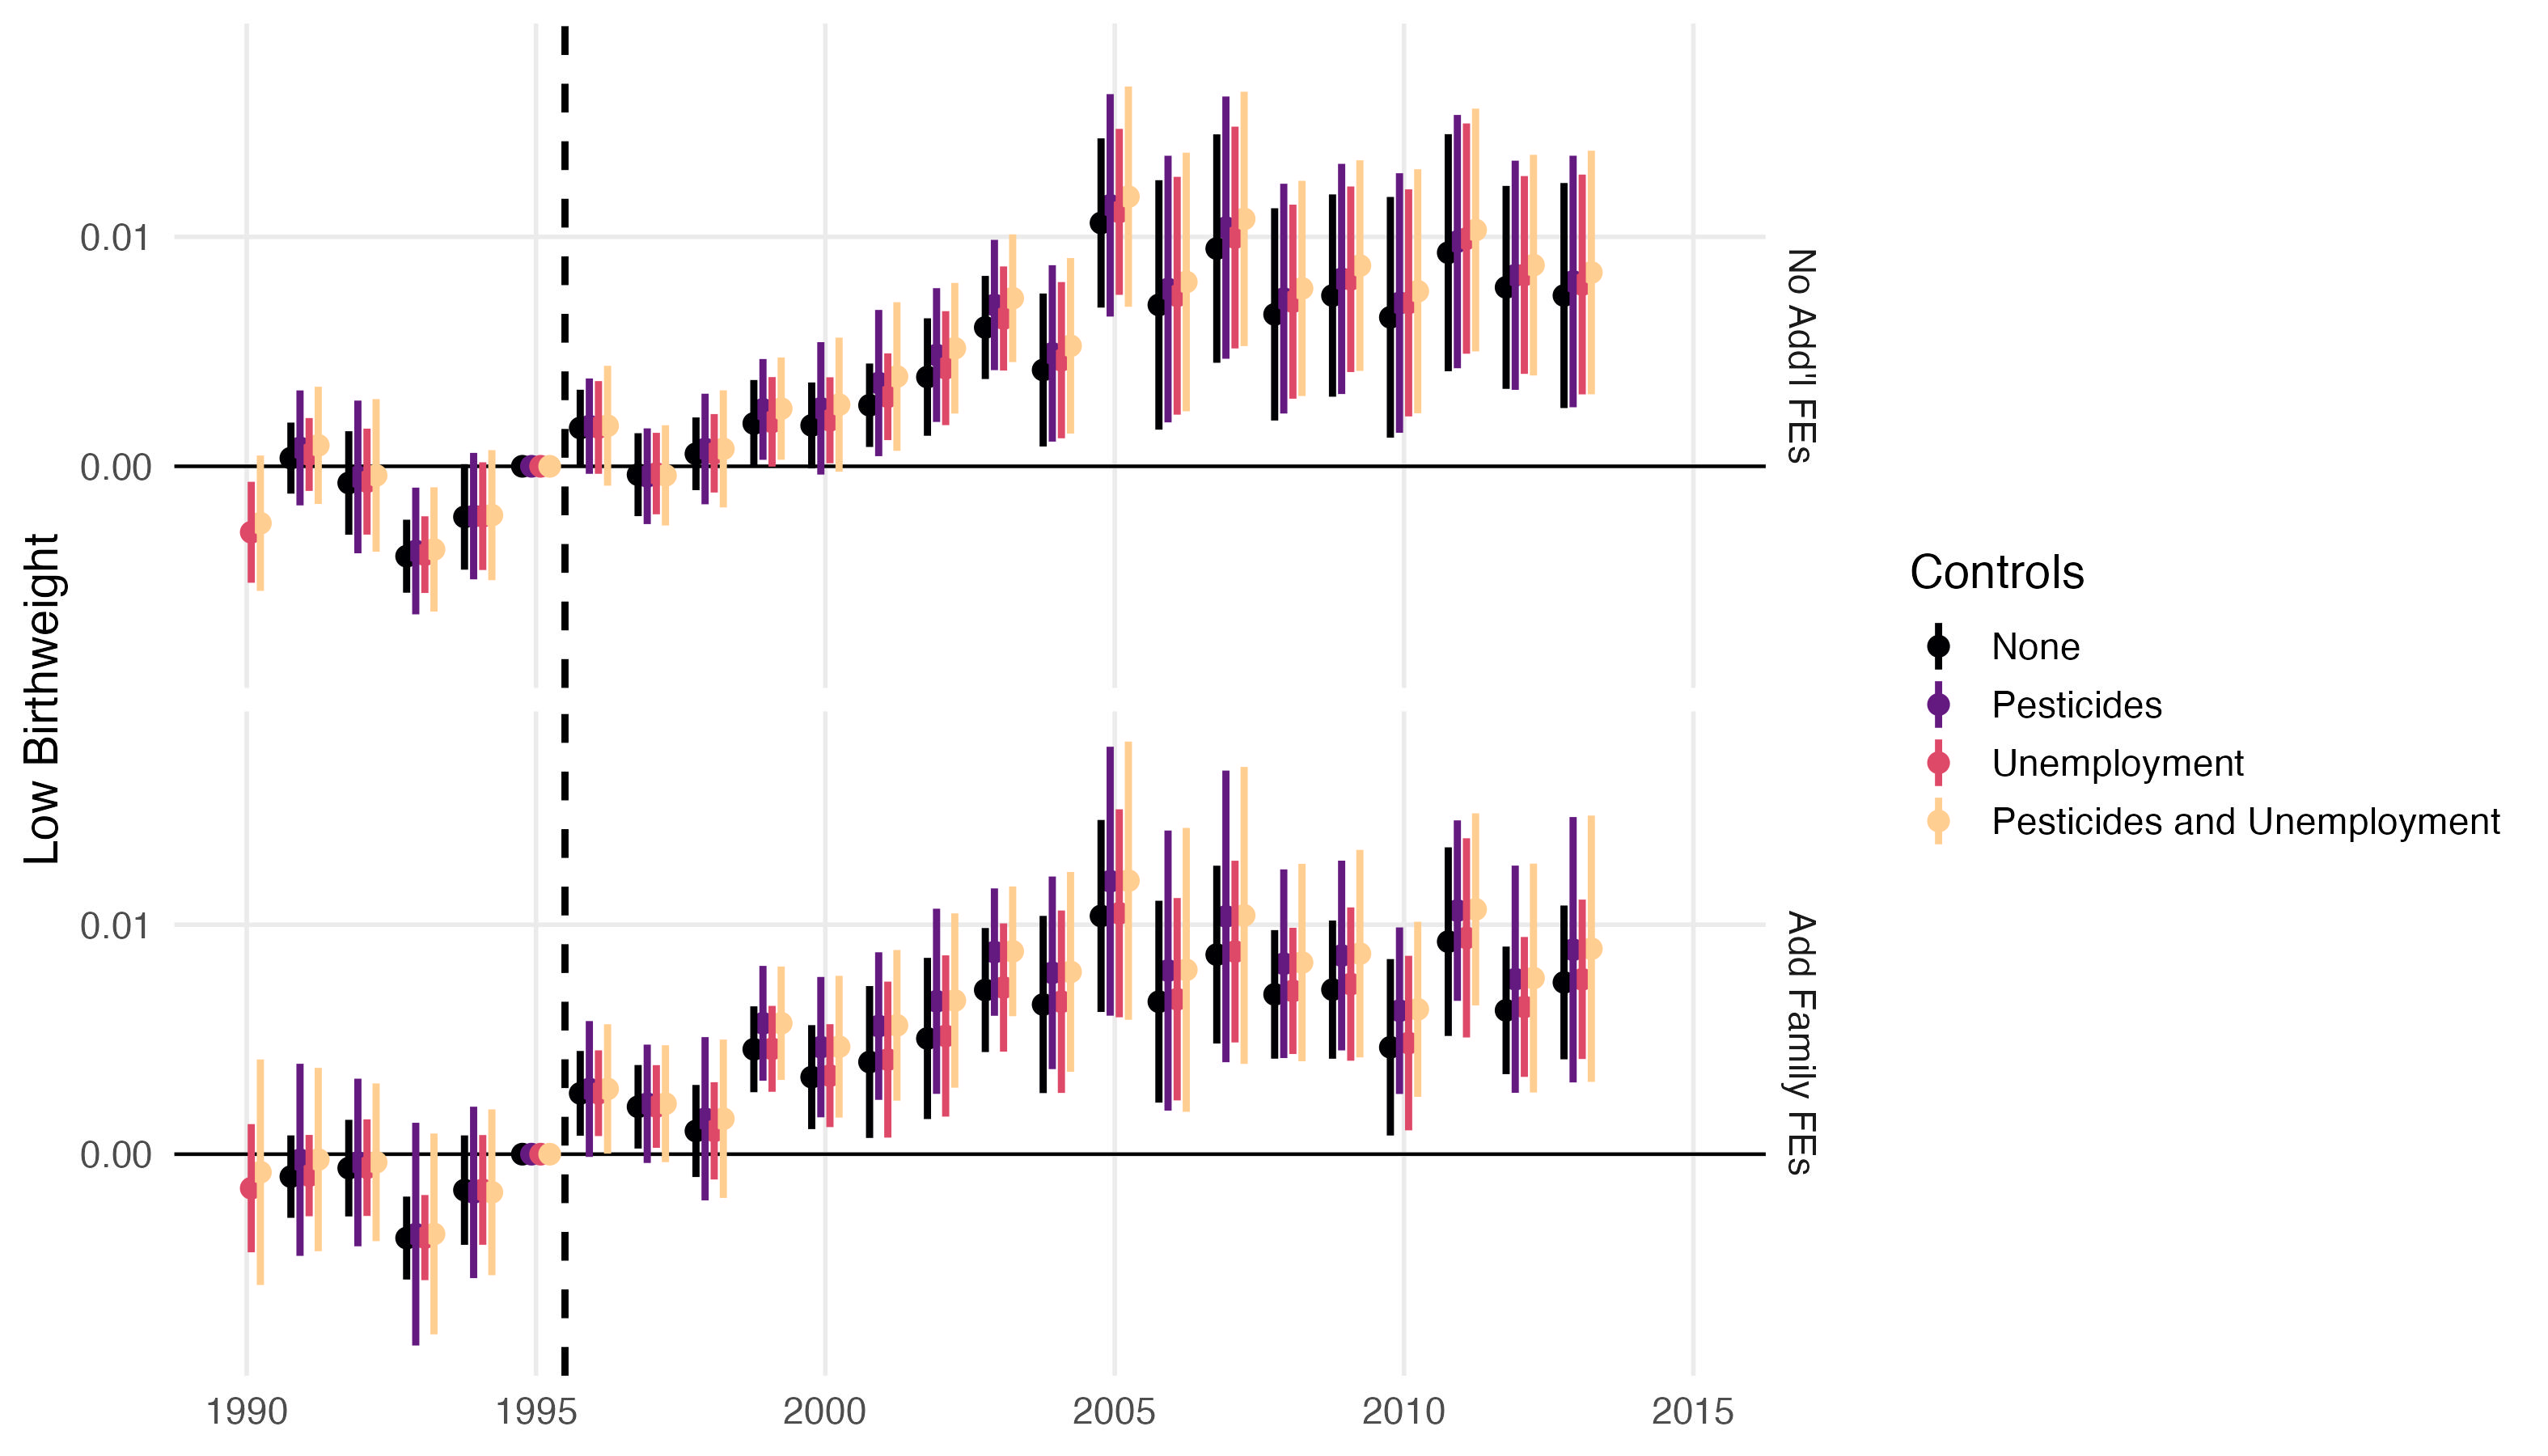 Low Birthweight
0.01
0.00
No Add'l FEs
0.01
0.00
Add Family FEs
1990
1995
2000
2005
2010
2015
Controls
None
Pesticides
Unemployment
Pesticides and Unemployment